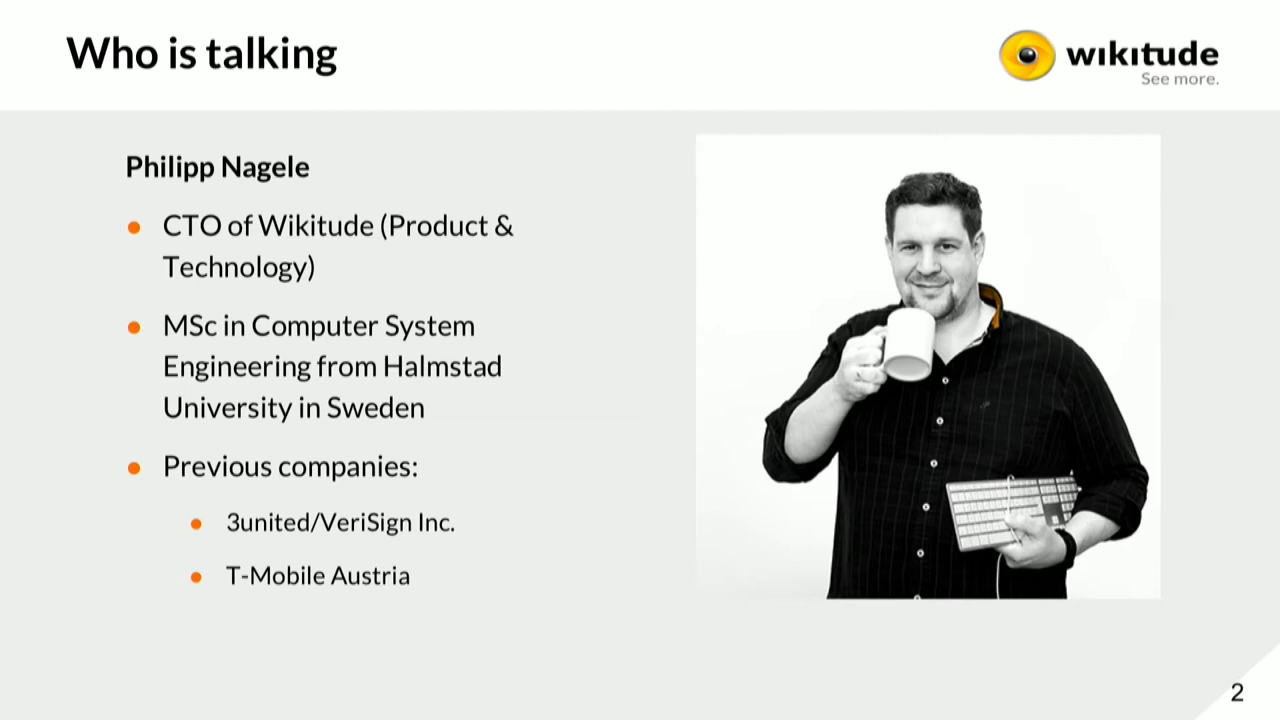 Who is talking
wikitude
See more.
Philipp Nagele
CTO of Wikitude (Product &
Technology)
MSc in Computer System
Engineering from Halmstad
University in Sweden
Previous companies:
3united/VeriSign Inc.
T-Mobile Austria
2